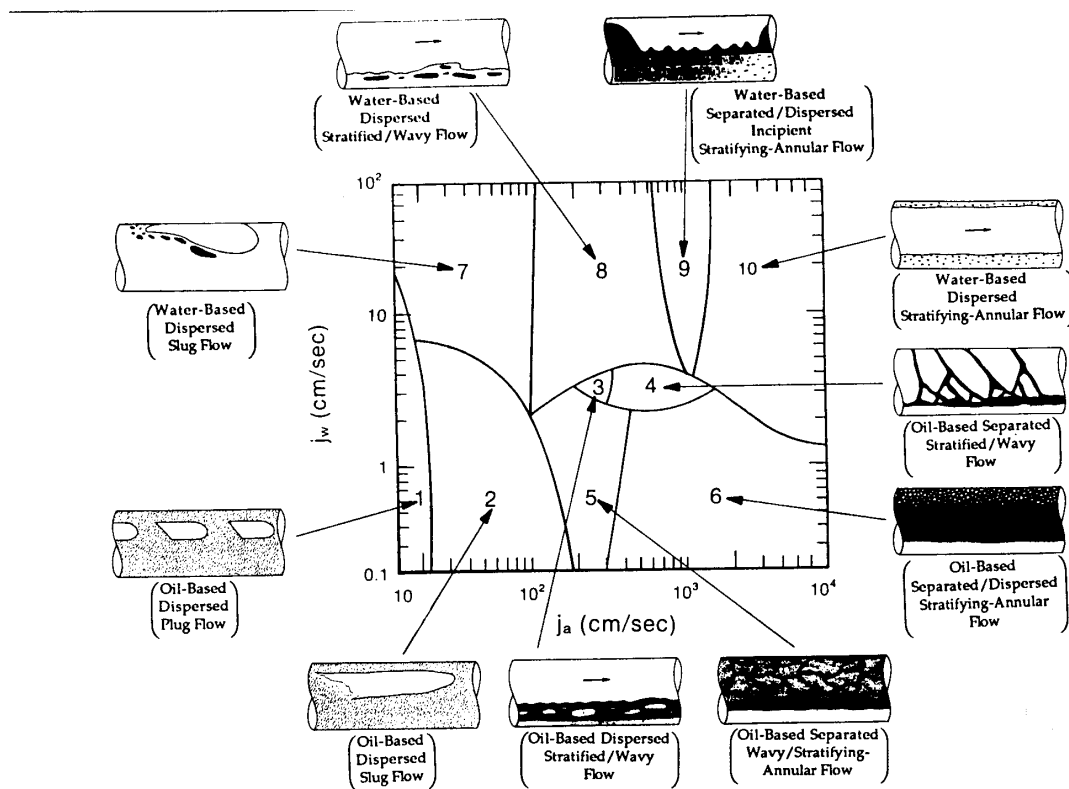 Water-Based
Dispersed
Stratified/Wavy Flow
Water-Based
Separated/Dispersed
Incipient
Stratifying-Annular Flow
Water-Based
Dispersed
Slug Flow
Water-Based
Dispersed
Stratifying-Annular Flow
Oil-Based Separated
Stratified/Wavy
Flow
Oil-Based
Dispersed
Plug Flow
Oil-Based
Separated/Dispersed
Stratifying-Annular
Flow
Oil-Based
Dispersed
Slug Flow
Oil-Based Dispersed
Stratified/Wavy
Flow
Oil-Based Separated
Wavy/Stratifying-
Annular Flow
10²
10
1
0.1
jw (cm/sec)
7
8
9
10
3
4
1
2
5
6
10
10²
10³
10⁴
ja (cm/sec)